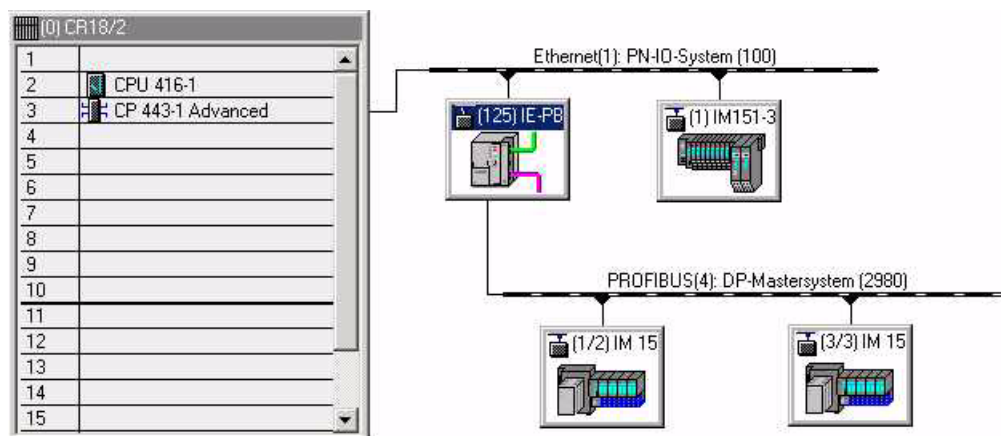 (0) CR18/2
1
2 CPU 416-1
3 CP 443-1 Advanced
4
5
6
7
8
9
10
11
12
13
14
15
Ethernet(1): PN-IO-System (100)
(125) IE-PB
(1) IM151-3
PROFIBUS(4): DP-Mastersystem (2980)
(1/2) IM 15
(3/3) IM 15